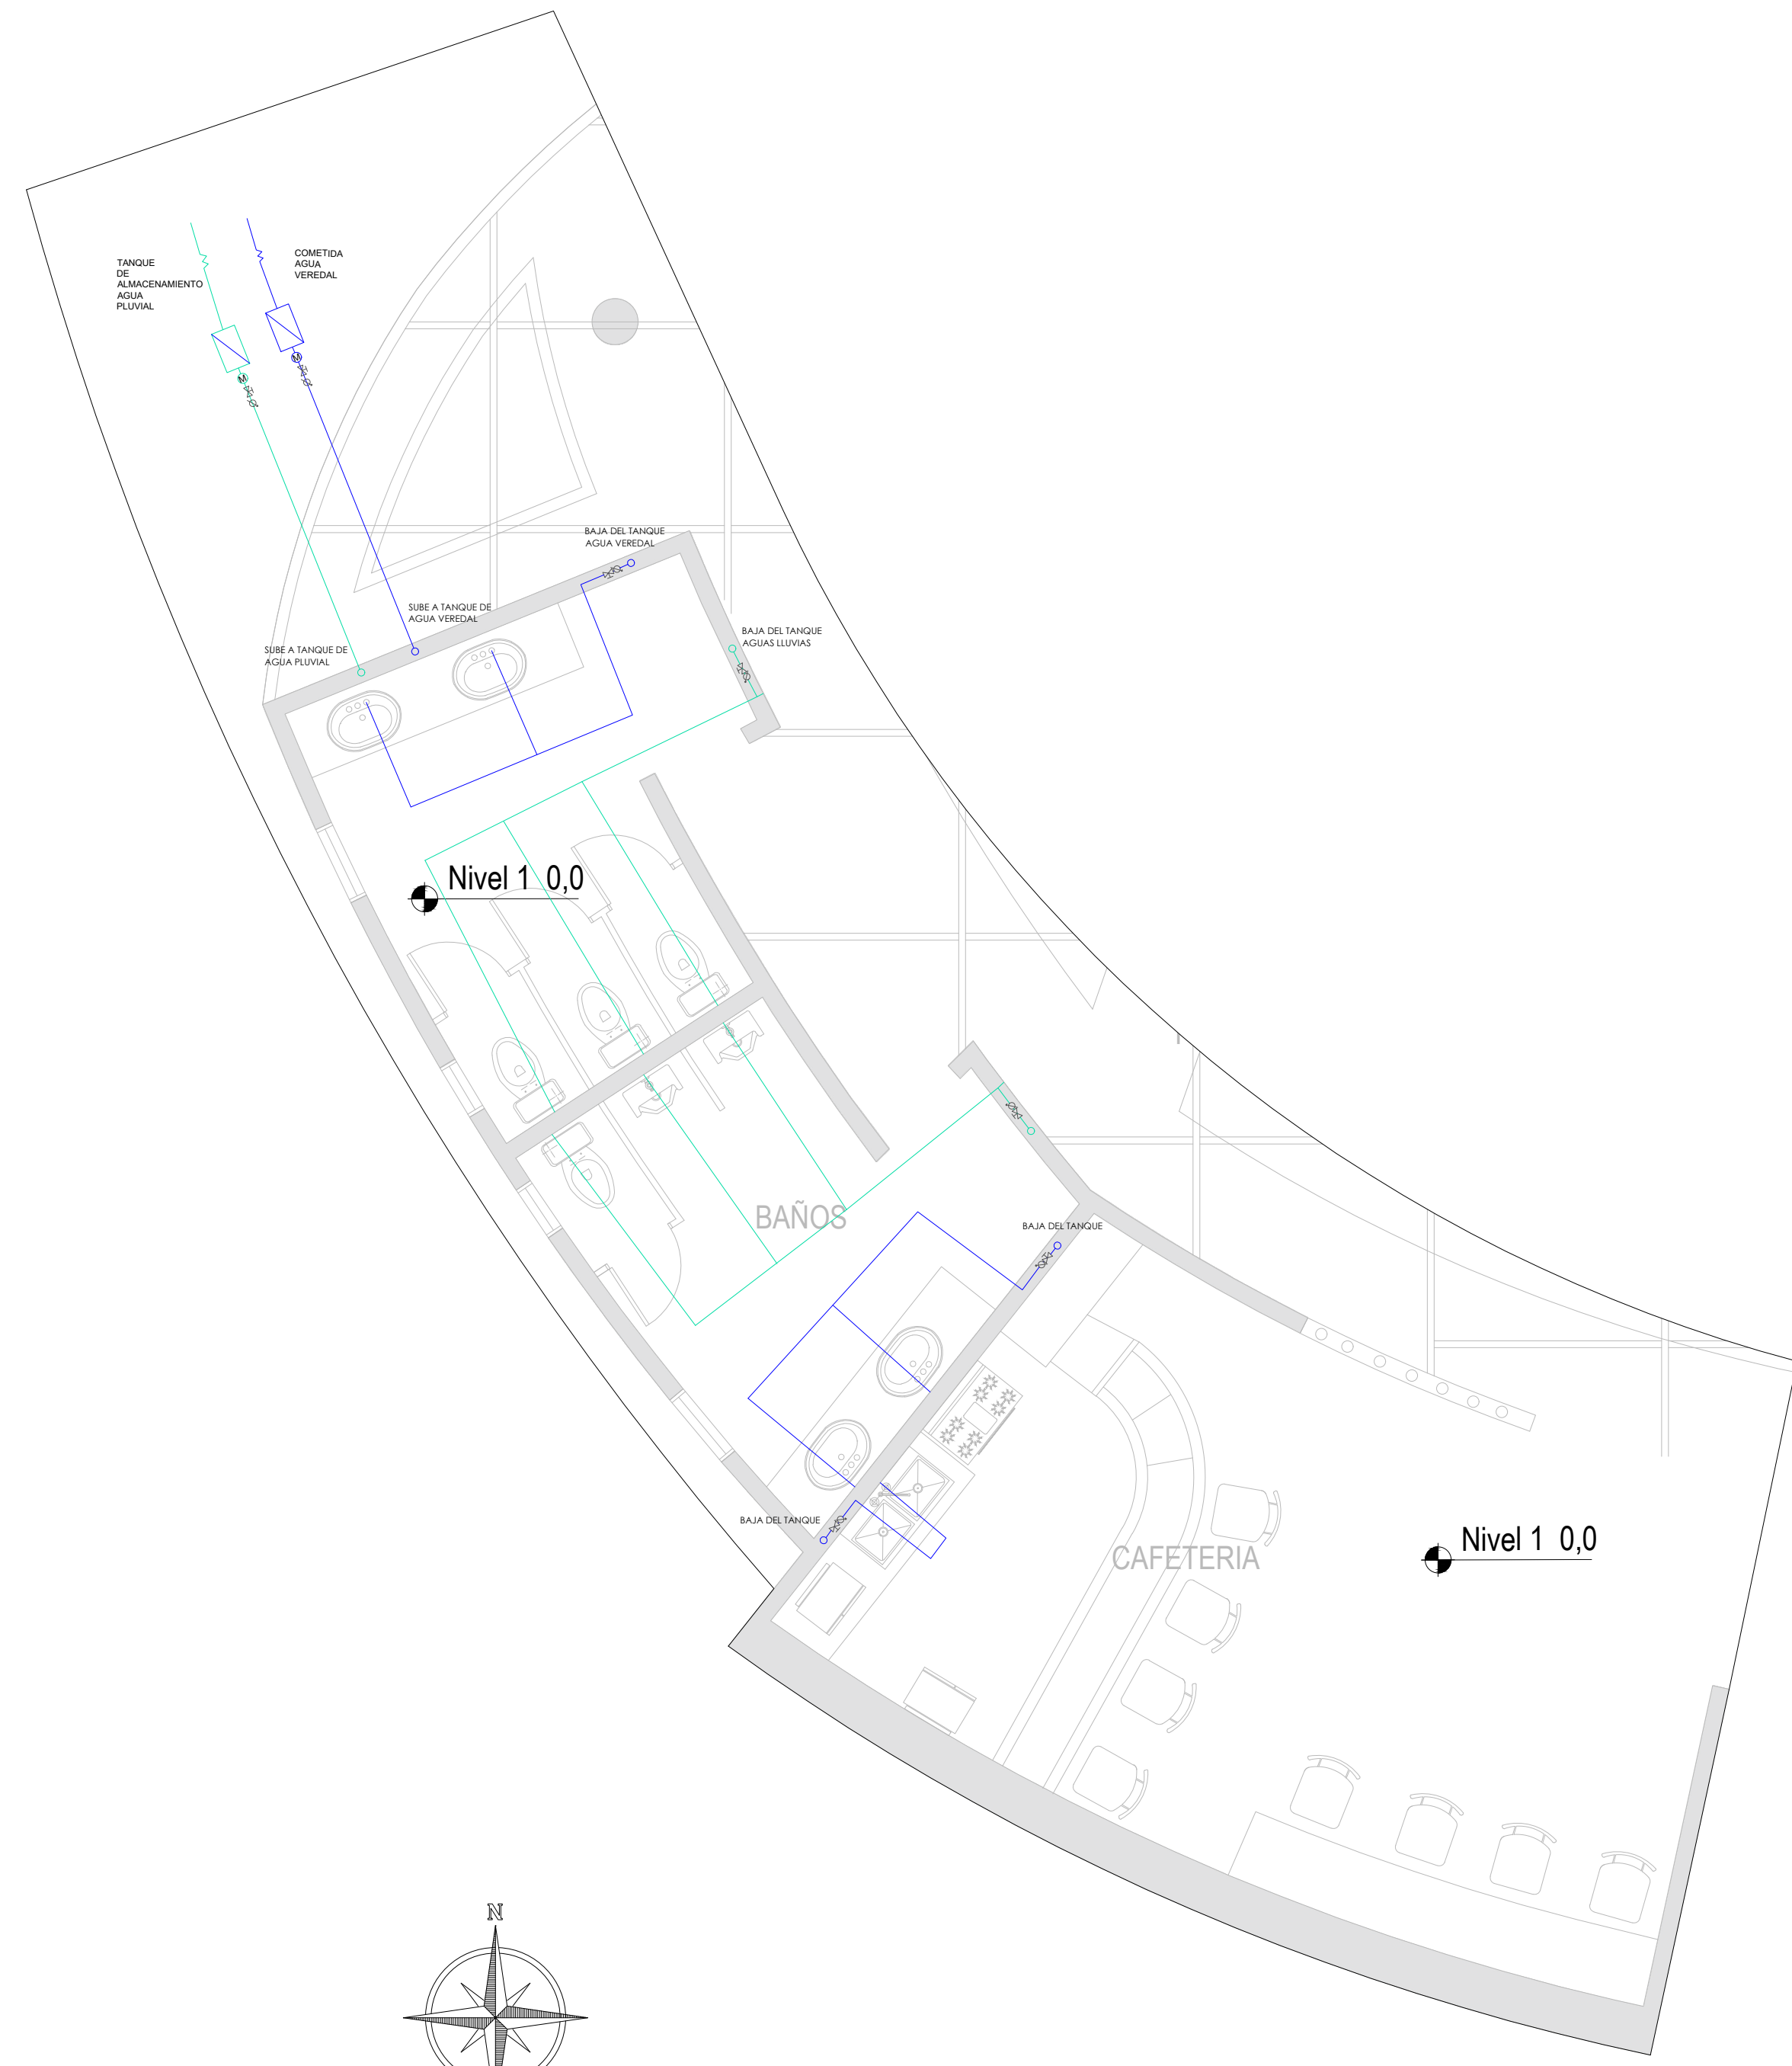 TANQUE
DE
ALMACENAMIENTO
AGUA
PLUVIAL
COMETIDA
AGUA
VEREDAL
M
M
BAJA DEL TANQUE
AGUA VEREDAL
SUBE A TANQUE DE
AGUA VEREDAL
BAJA DEL TANQUE
AGUAS LLUVIAS
SUBE A TANQUE DE
AGUA PLUVIAL
Nivel 1 0,0
BAÑOS
BAJA DEL TANQUE
BAJA DEL TANQUE
CAFETERIA
Nivel 1 0,0
N